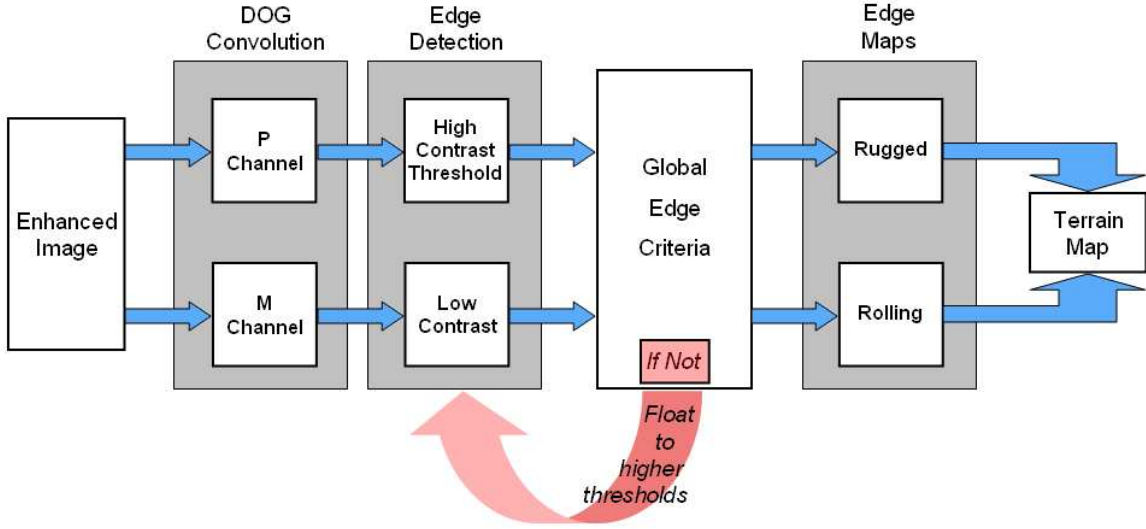 DOG
Convolution
Edge
Detection
Edge
Maps
Enhanced
Image
P
Channel
High
Contrast
Threshold
Global
Edge
Criteria
Rugged
Terrain
Map
M
Channel
Low
Contrast
Rolling
If Not
Float
to
higher
thresholds